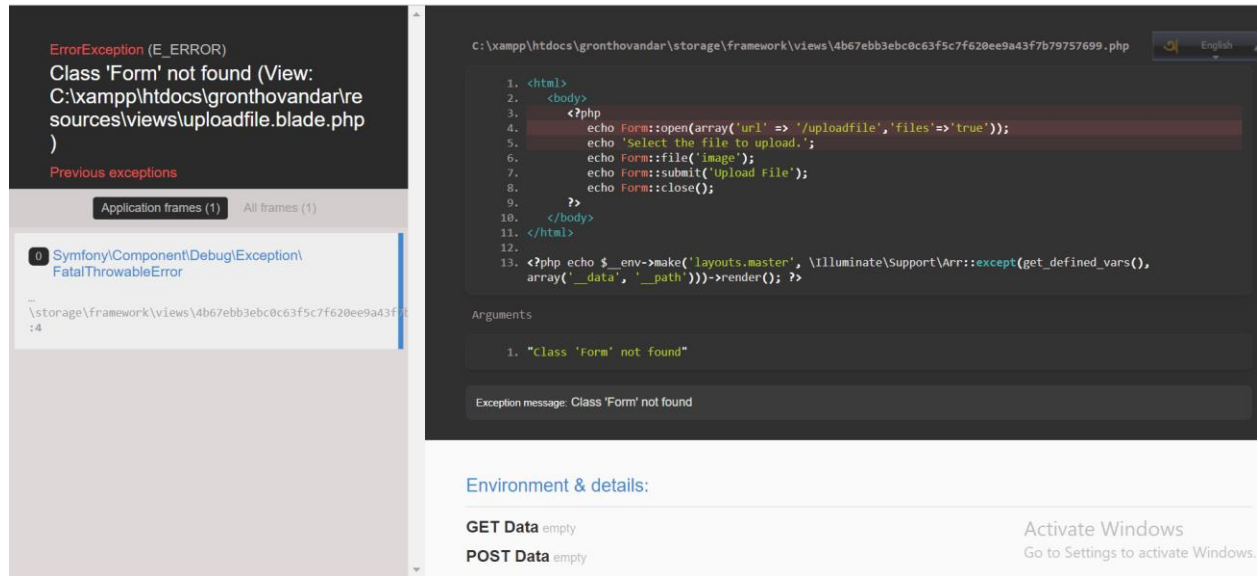 ErrorException (E_ERROR)
Class 'Form' not found (View:
C:\xampp\htdocs\gronthovandar\re
sources\views\uploadfile.blade.php
)
Previous exceptions
Application frames (1) All frames (1)
0 Symfony\Component\Debug\Exception\
FatalThrowableError
…
\storage\framework\views\4b67ebb3ebc0c63f5c7f620ee9a43f7b
:4
C:\xampp\htdocs\gronthovandar\storage\framework\views\4b67ebb3ebc0c63f5c7f620ee9a43f7b79757699.php
অ English
1. <html>
2. <body>
3. <?php
4. echo Form::open(array('url' => '/uploadfile','files'=>'true'));
5. echo 'Select the file to upload.';
6. echo Form::file('image');
7. echo Form::submit('Upload File');
8. echo Form::close();
9. ?>
10. </body>
11. </html>
12.
13. <?php echo $__env->make('layouts.master', \Illuminate\Support\Arr::except(get_defined_vars(),
array('__data', '__path')))->render(); ?>
Arguments
1. "Class 'Form' not found"
Exception message: Class 'Form' not found
Environment & details:
GET Data empty
POST Data empty
Activate Windows
Go to Settings to activate Windows.